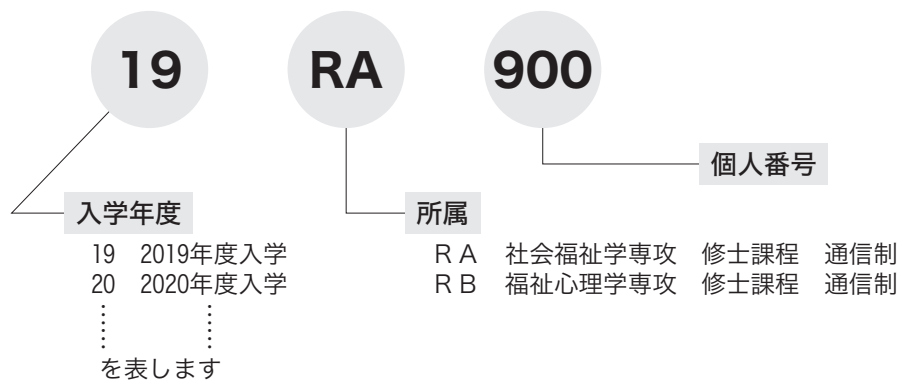 19 RA 900
個人番号
入学年度 所属
19 2019年度入学 RA 社会福祉学専攻 修士課程 通信制
20 2020年度入学 RB 福祉心理学専攻 修士課程 通信制
を表します